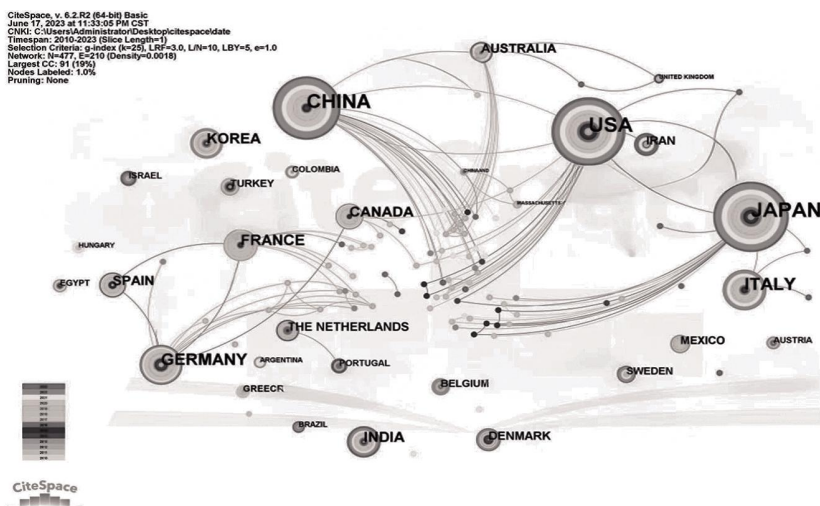 CiteSpace, v. 6.2.R2 (64-bit) Basic
June 17, 2023 at 11:33:05 PM CST
CNKI: C:\Users\Administrator\Desktop\citespace\date
Timespan: 2010-2023 (Slice Length=1)
Selection Criteria: g-index (k=25), LRF=3.0, L/N=10, LBY=5, e=1.0
Network: N=477, E=210 (Density=0.0018)
Largest CC: 91 (19%)
Nodes Labeled: 1.0%
Pruning: None
AUSTRALIA
UNITED KINGDOM
CHINA
USA
KOREA
IRAN
COLOMBIA
ISRAEL
TURKEY
MASSACHUSETTS
CANADA
JAPAN
FRANCE
HUNGARY
SPAIN
EGYPT
ITALY
THE NETHERLANDS
MEXICO
AUSTRIA
GERMANY
ARGENTINA
PORTUGAL
SWEDEN
BELGIUM
GREECE
BRAZIL
INDIA
DENMARK
CiteSpace